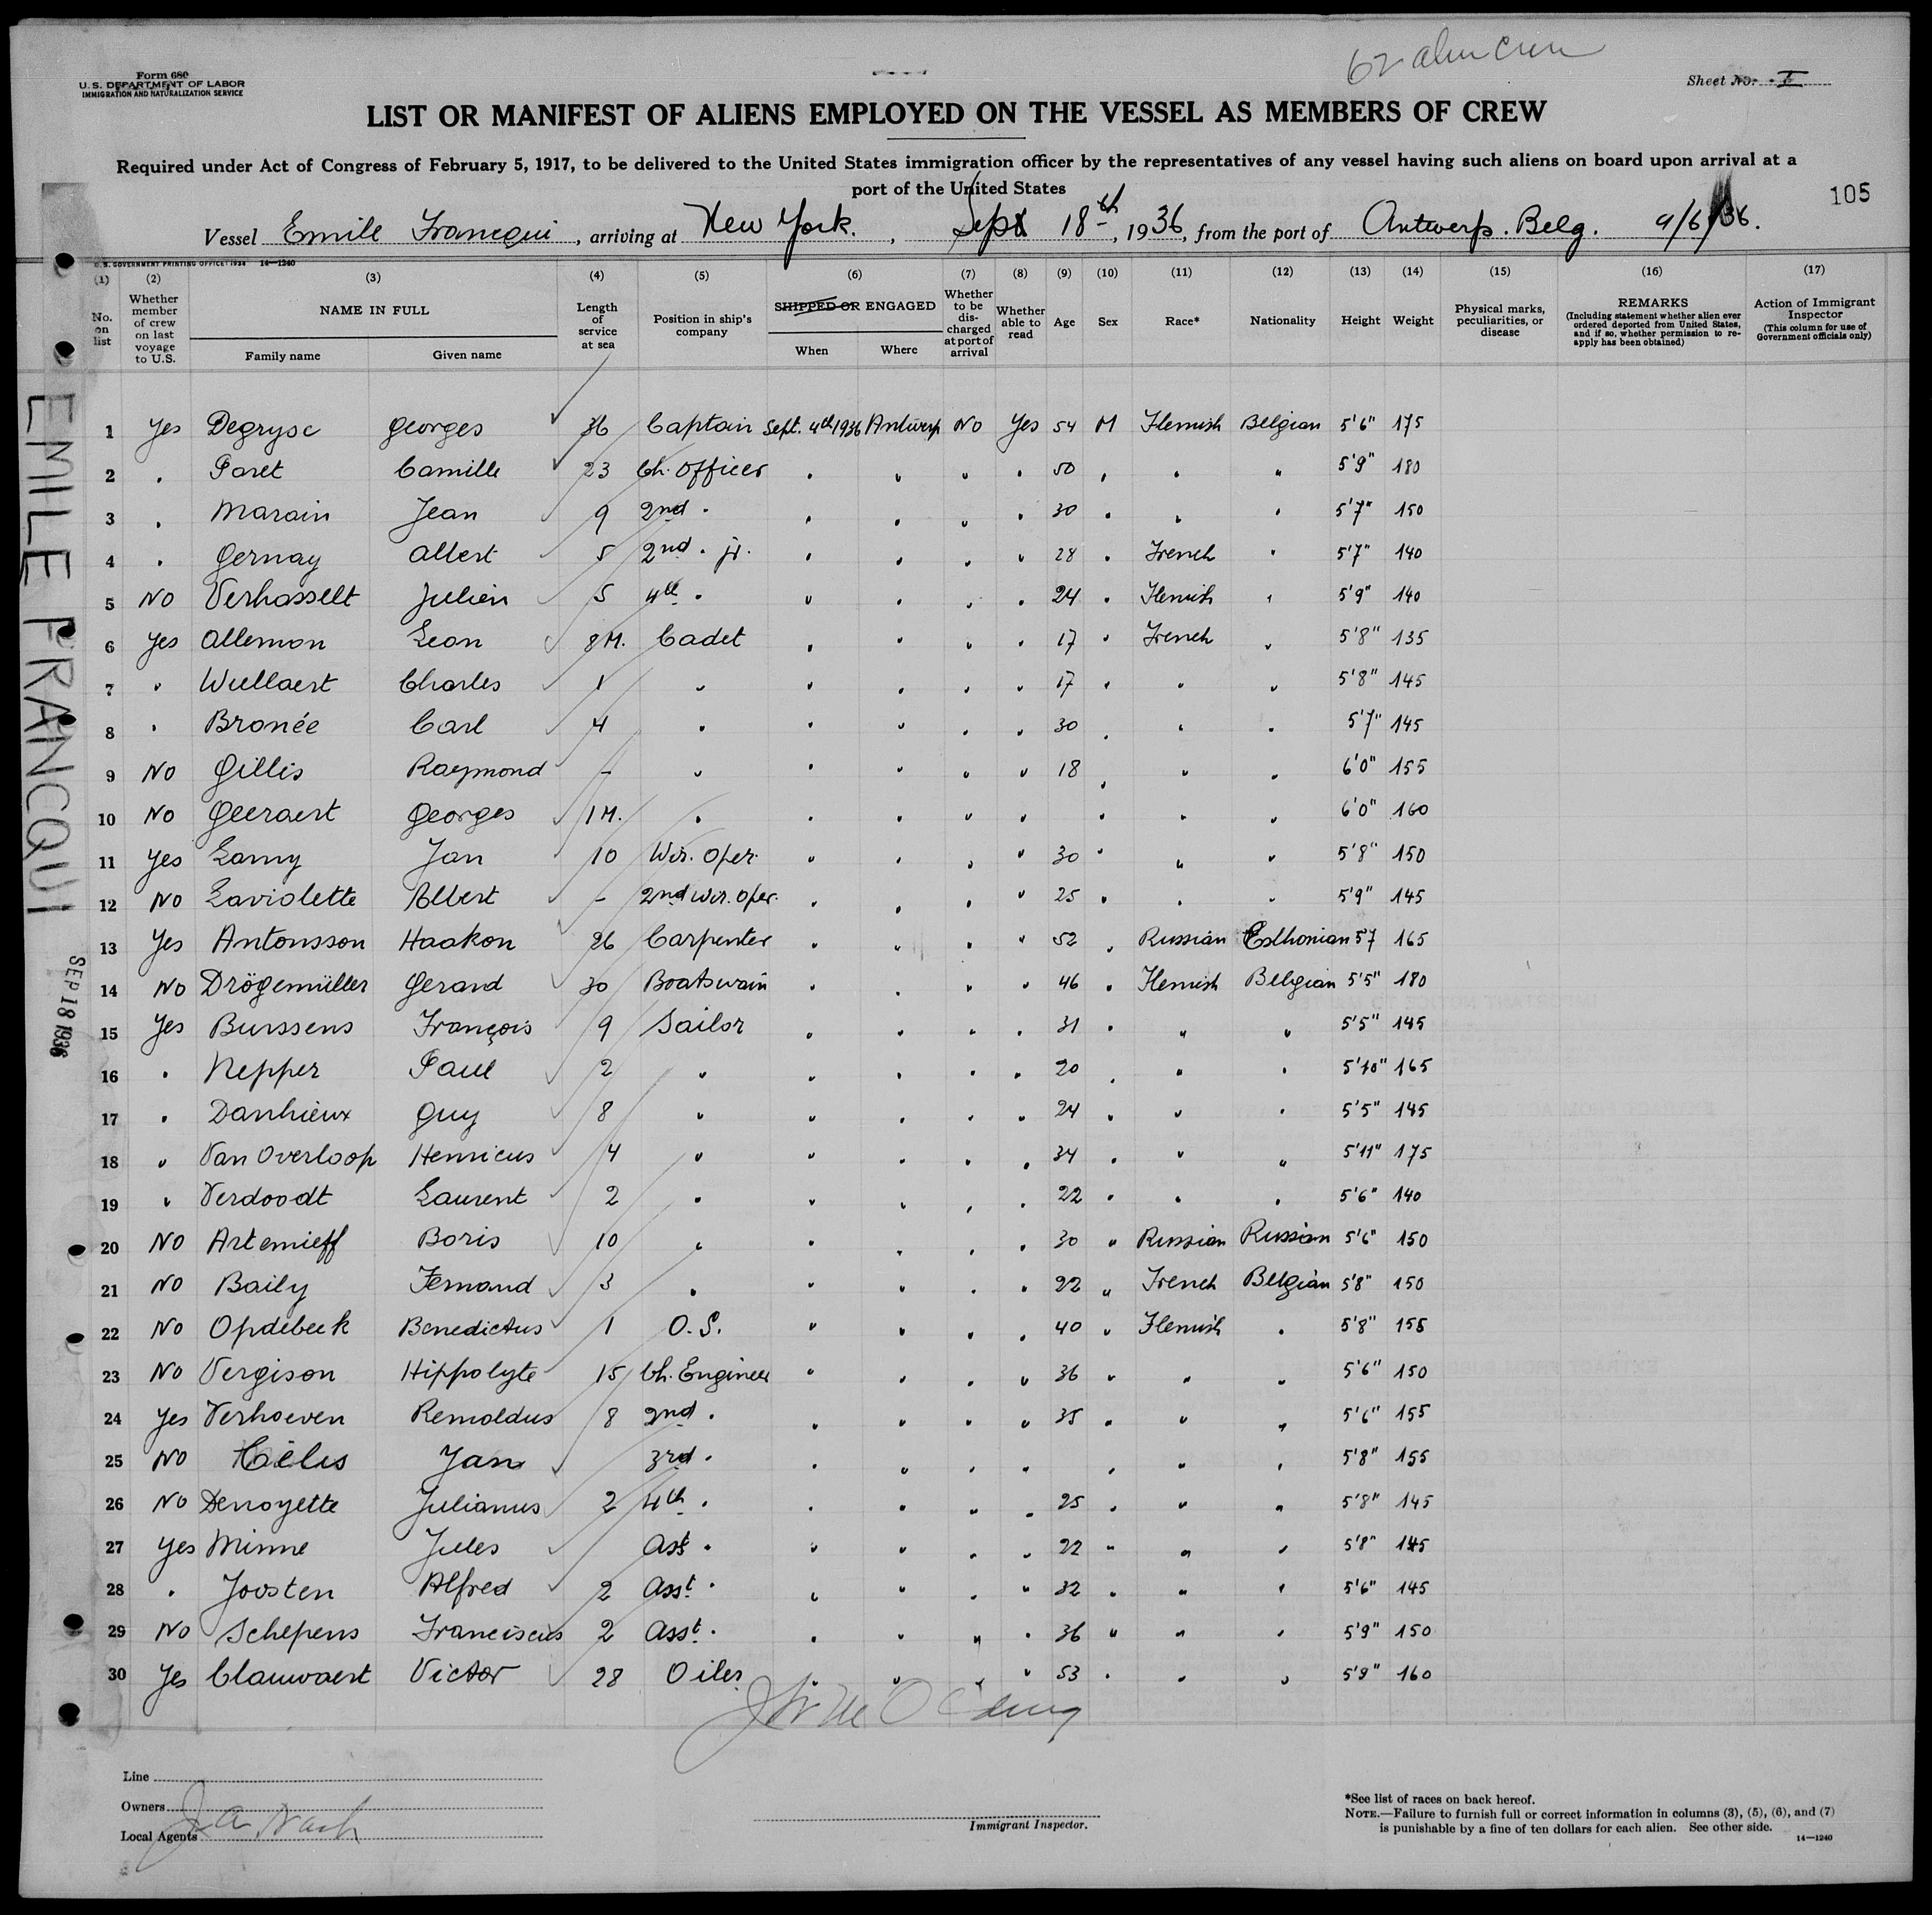 62 alien crew
Form 680
U.S. DEPARTMENT OF LABOR
IMMIGRATION AND NATURALIZATION SERVICE
Sheet No. I
LIST OR MANIFEST OF ALIENS EMPLOYED ON THE VESSEL AS MEMBERS OF CREW
Required under Act of Congress of February 5, 1917, to be delivered to the United States immigration officer by the representatives of any vessel having such aliens on board upon arrival at a
port of the United States
105
Vessel Emile Francqui, arriving at New York., Sept 18th, 1936, from the port of Antwerp. Belg. 9/6/36.
U.S. GOVERNMENT PRINTING OFFICE: 1934 14—1240
(1) (2) (3) (4) (5) (6) (7) (8) (9) (10) (11) (12) (13) (14) (15) (16) (17)
No. on list
Whether member of crew on last voyage to U.S.
NAME IN FULL
Family name Given name
Length of service at sea
Position in ship's company
SHIPPED OR ENGAGED
When Where
Whether to be discharged at port of arrival
Whether able to read
Age Sex Race* Nationality Height Weight
Physical marks, peculiarities, or disease
REMARKS
(Including statement whether alien ever ordered deported from United States, and if so, whether permission to re-apply has been obtained)
Action of Immigrant Inspector
(This column for use of Government officials only)
1 Yes Degryse Georges 36 Captain Sept. 4th 1936 Antwerp No Yes 54 M Flemish Belgian 5'6" 175
2 " Paret Camille 23 Ch. Officer " " " " 50 " " " 5'9" 180
3 " Marain Jean 9 2nd " " " " " 30 " " " 5'7" 150
4 " Gernay Albert 5 2nd " jr. " " " " 28 " French " 5'7" 140
5 No Verhasselt Julien 5 4th " " " " " 24 " Flemish " 5'9" 140
6 Yes Allemon Leon 8M. Cadet " " " " 17 " French " 5'8" 135
7 " Wullaert Charles 1 " " " " " 17 " " " 5'8" 145
8 " Bronée Carl 4 " " " " " 30 " " " 5'7" 145
9 No Gillis Raymond - " " " " " 18 " " " 6'0" 155
10 No Geeraert Georges 1M. " " " " " " " " 6'0" 160
11 Yes Lamy Jan 10 Wir. Oper. " " " " 30 " " " 5'8" 150
12 No Laviolette Albert - 2nd Wir. Oper. " " " " 25 " " " 5'9" 145
13 Yes Antonsson Haakon 26 Carpenter " " " " 52 " Russian Esthonian 5'7 165
14 No Drögemüller Gerard 30 Boatswain " " " " 46 " Flemish Belgian 5'5" 180
15 Yes Burssens François 9 Sailor " " " " 31 " " " 5'5" 145
16 " Nepper Paul 2 " " " " " 20 " " " 5'10" 165
17 " Danhieux Guy 8 " " " " " 24 " " " 5'5" 145
18 " Van Overloop Henricus 4 " " " " " 34 " " " 5'11" 175
19 " Verdoodt Laurent 2 " " " " " 22 " " " 5'6" 140
20 No Artemieff Boris 10 " " " " " 30 " Russian Russian 5'6" 150
21 No Baily Fernand 3 " " " " " 22 " French Belgian 5'8" 150
22 No Opdebeek Benedictus 1 O.S. " " " " 40 " Flemish " 5'8" 155
23 No Vergison Hippolyte 15 Ch. Engineer " " " " 36 " " " 5'6" 150
24 Yes Verhoeven Remoldus 8 2nd " " " " " 35 " " " 5'6" 155
25 No Hielis Jan 3rd " " " " " " " " 5'8" 155
26 No Denoyette Julianus 2 4th " " " " " 25 " " " 5'8" 145
27 Yes Minne Jules Ast " " " " " 22 " " " 5'8" 145
28 " Joosten Alfred 2 Asst. " " " " " 32 " " " 5'6" 145
29 No Schepens Franciscus 2 Asst. " " " " " 36 " " " 5'9" 150
30 Yes Clauwaert Victor 28 Oiler " " " " 53 " " " 5'9" 160
EMILE FRANCQUI
SEP 18 1936
Line
Owners
Local Agents
J. A. Nash
Immigrant Inspector.
*See list of races on back hereof.
NOTE.—Failure to furnish full or correct information in columns (3), (5), (6), and (7)
is punishable by a fine of ten dollars for each alien. See other side.
14—1240